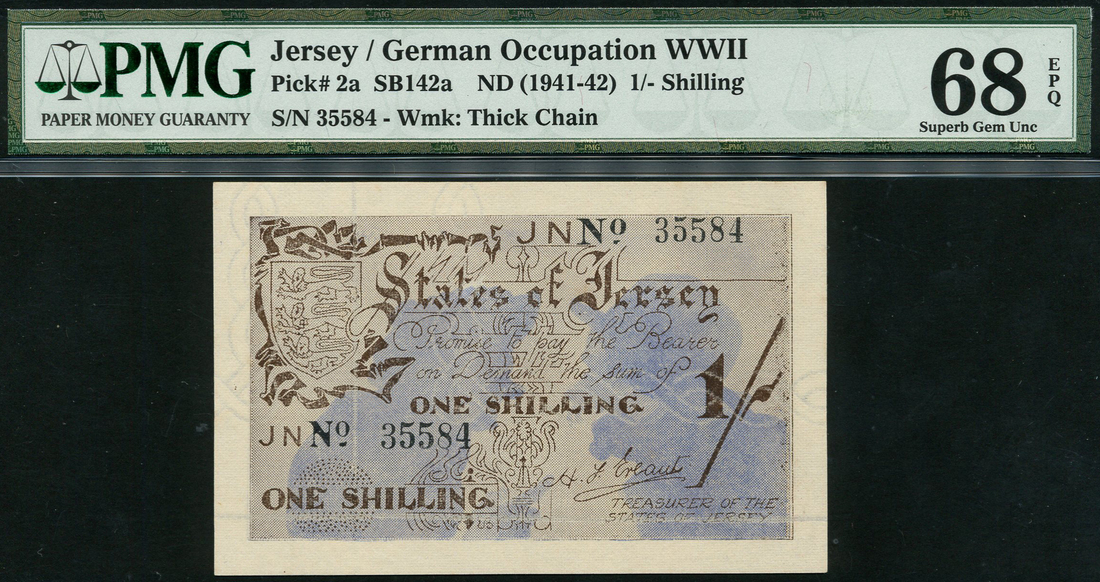 PMG
PAPER MONEY GUARANTY
Jersey / German Occupation WWII
Pick# 2a SB142a ND (1941-42) 1/- Shilling
S/N 35584 - Wmk: Thick Chain
68
EPQ
Superb Gem Unc
JN No 35584
States of Jersey
Promise to pay the Bearer
on Demand the sum of
1/-
ONE SHILLING
JN No 35584
ONE SHILLING
H. F. Ereaut
TREASURER OF THE
STATES OF JERSEY